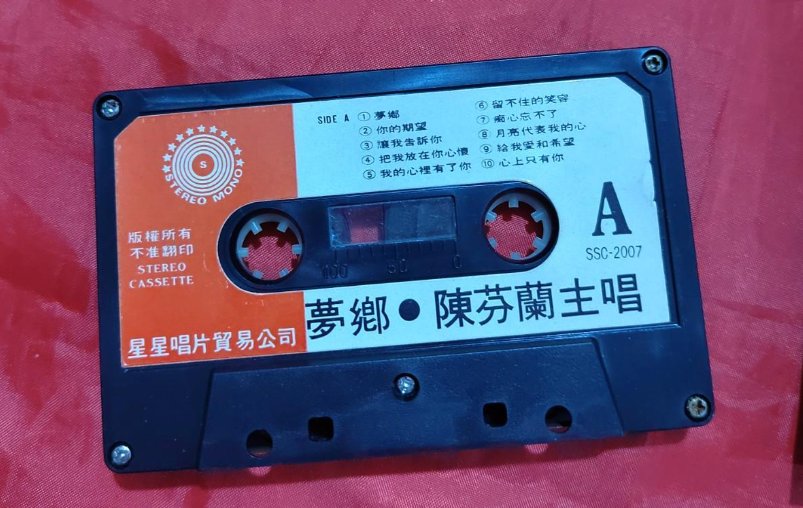 S
STEREO MONO
版權所有
不准翻印
STEREO
CASSETTE
星星唱片貿易公司
SIDE A ① 夢鄉
② 你的期望
③ 讓我告訴你
④ 把我放在你心懷
⑤ 我的心裡有了你
⑥ 留不住的笑容
⑦ 痴心忘不了
⑧ 月亮代表我的心
⑨ 給我愛和希望
⑩ 心上只有你
A
SSC-2007
100 50 0
夢鄉●陳芬蘭主唱